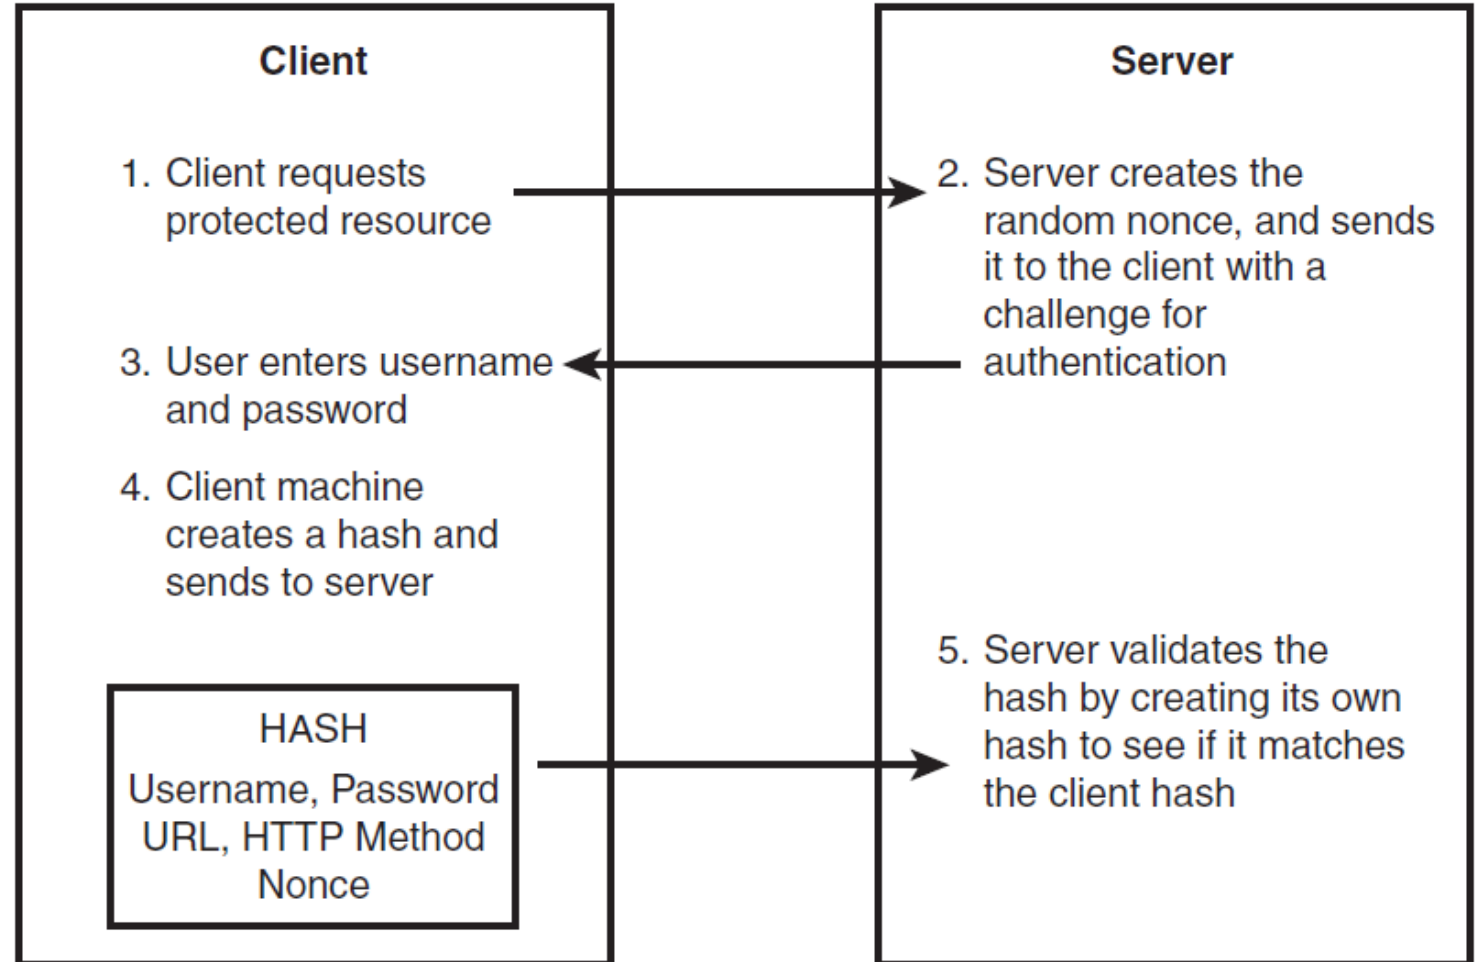 Client
1. Client requests
protected resource
3. User enters username
and password
4. Client machine
creates a hash and
sends to server
HASH
Username, Password
URL, HTTP Method
Nonce
Server
2. Server creates the
random nonce, and sends
it to the client with a
challenge for
authentication
5. Server validates the
hash by creating its own
hash to see if it matches
the client hash